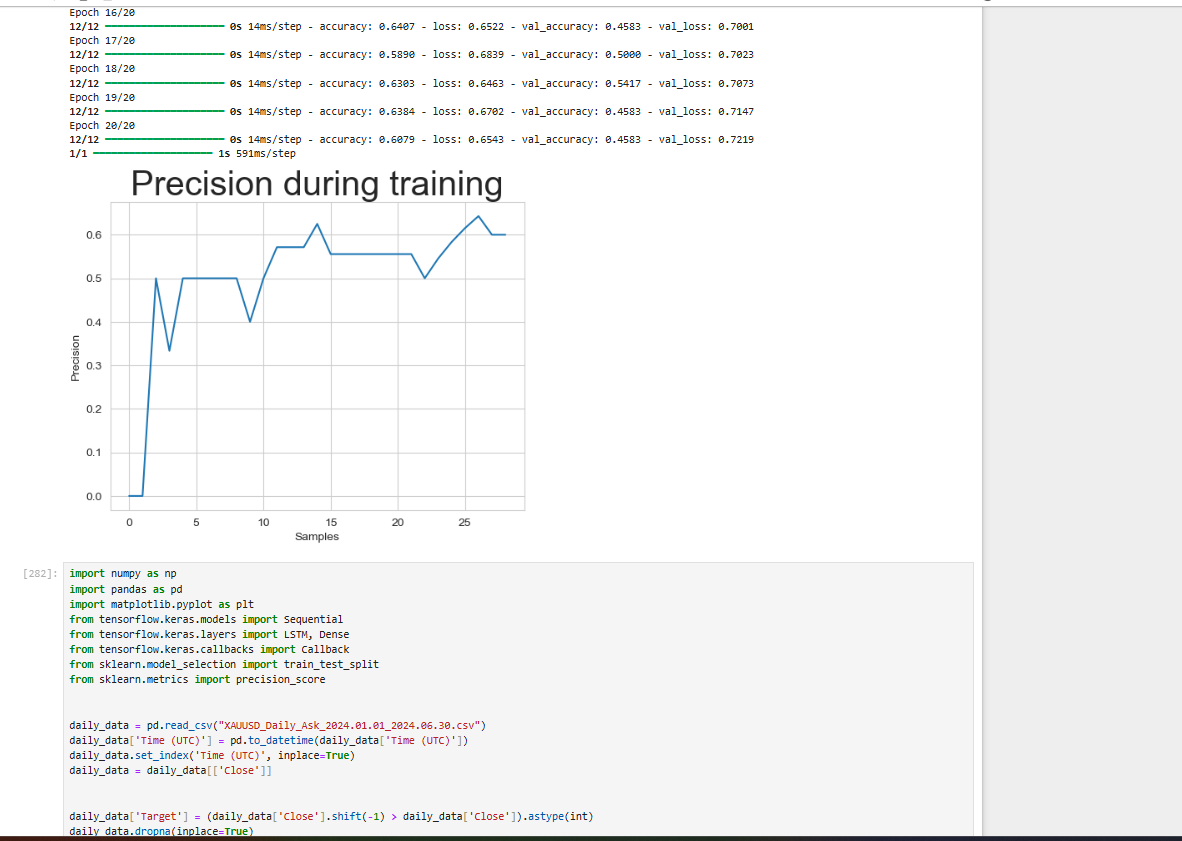 Epoch 16/20
12/12 0s 14ms/step - accuracy: 0.6407 - loss: 0.6522 - val_accuracy: 0.4583 - val_loss: 0.7001
Epoch 17/20
12/12 0s 14ms/step - accuracy: 0.5890 - loss: 0.6839 - val_accuracy: 0.5000 - val_loss: 0.7023
Epoch 18/20
12/12 0s 14ms/step - accuracy: 0.6303 - loss: 0.6463 - val_accuracy: 0.5417 - val_loss: 0.7073
Epoch 19/20
12/12 0s 14ms/step - accuracy: 0.6384 - loss: 0.6702 - val_accuracy: 0.4583 - val_loss: 0.7147
Epoch 20/20
12/12 0s 14ms/step - accuracy: 0.6079 - loss: 0.6543 - val_accuracy: 0.4583 - val_loss: 0.7219
1/1 1s 591ms/step
Precision during training
0.6
0.5
0.4
0.3
0.2
0.1
0.0
Precision
0 5 10 15 20 25
Samples
[282]:
import numpy as np
import pandas as pd
import matplotlib.pyplot as plt
from tensorflow.keras.models import Sequential
from tensorflow.keras.layers import LSTM, Dense
from tensorflow.keras.callbacks import Callback
from sklearn.model_selection import train_test_split
from sklearn.metrics import precision_score
daily_data = pd.read_csv("XAUUSD_Daily_Ask_2024.01.01_2024.06.30.csv")
daily_data['Time (UTC)'] = pd.to_datetime(daily_data['Time (UTC)'])
daily_data.set_index('Time (UTC)', inplace=True)
daily_data = daily_data[['Close']]
daily_data['Target'] = (daily_data['Close'].shift(-1) > daily_data['Close']).astype(int)
daily_data.dropna(inplace=True)